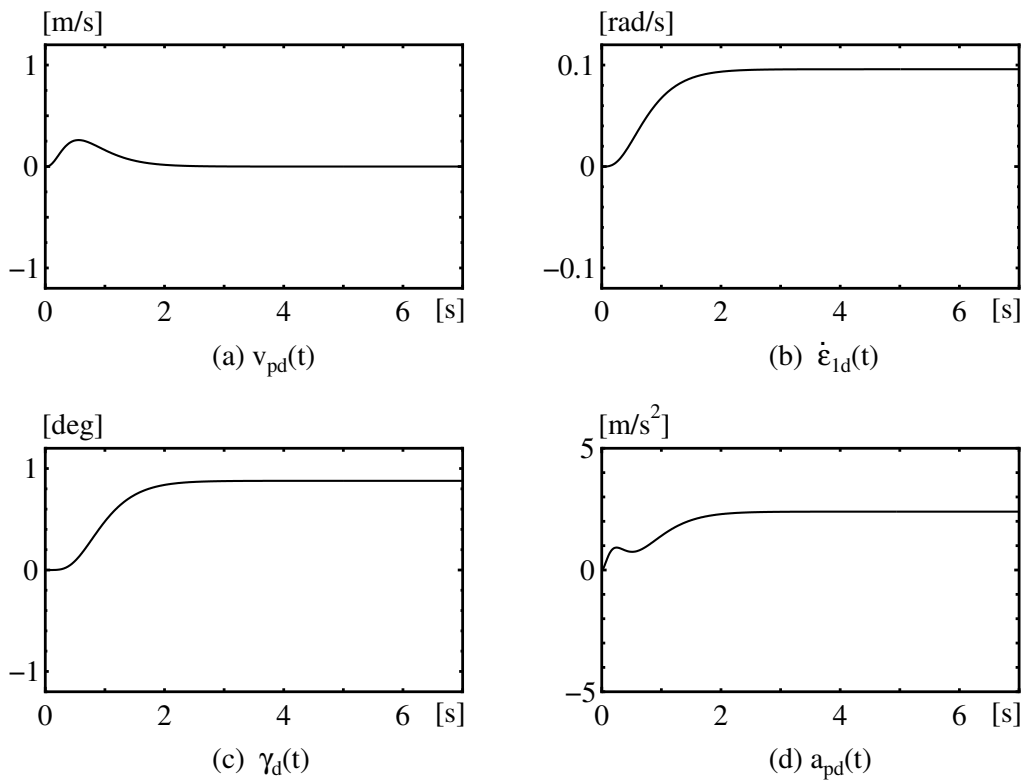 [m/s]
1
0
−1
0 2 4 6 [s]
(a) v_pd(t)
[rad/s]
0.1
0
−0.1
0 2 4 6 [s]
(b) ε̇_1d(t)
[deg]
1
0
−1
0 2 4 6 [s]
(c) γ_d(t)
[m/s²]
5
0
−5
0 2 4 6 [s]
(d) a_pd(t)